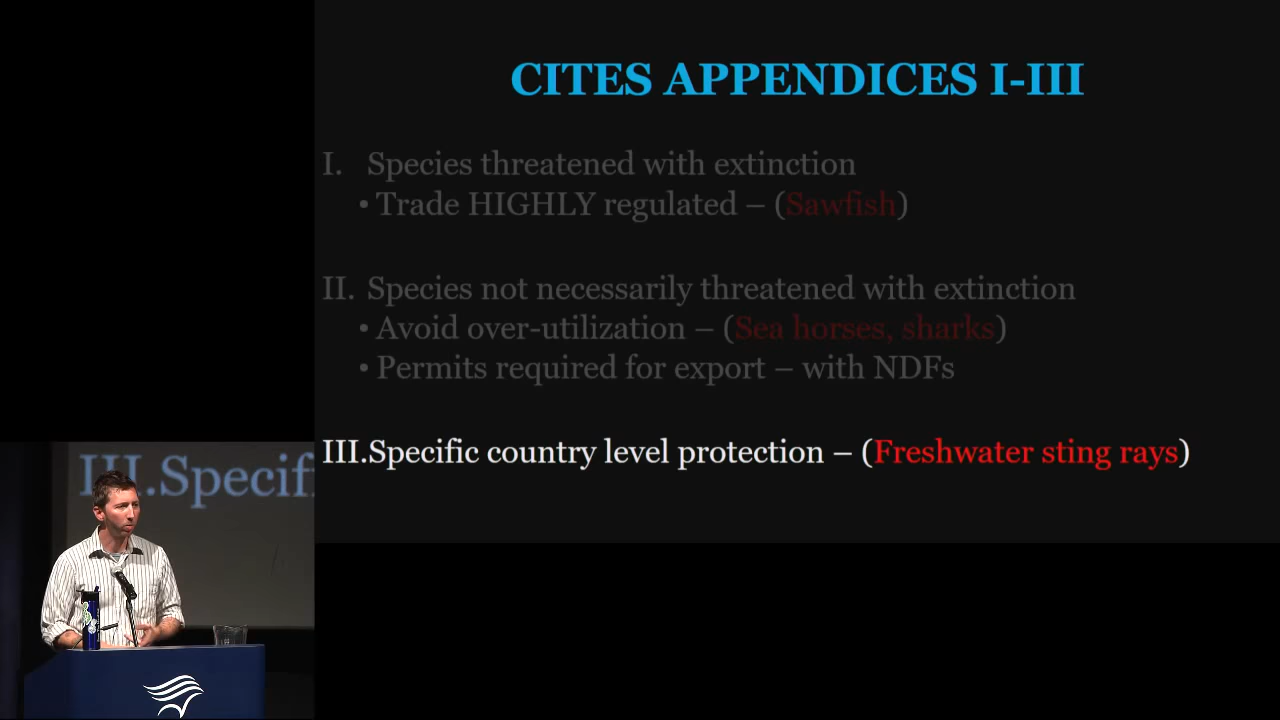 CITES APPENDICES I-III
I. Species threatened with extinction
• Trade HIGHLY regulated – (Sawfish)
II. Species not necessarily threatened with extinction
• Avoid over-utilization – (Sea horses, sharks)
• Permits required for export – with NDFs
III.Specific country level protection – (Freshwater sting rays)
III.Specif